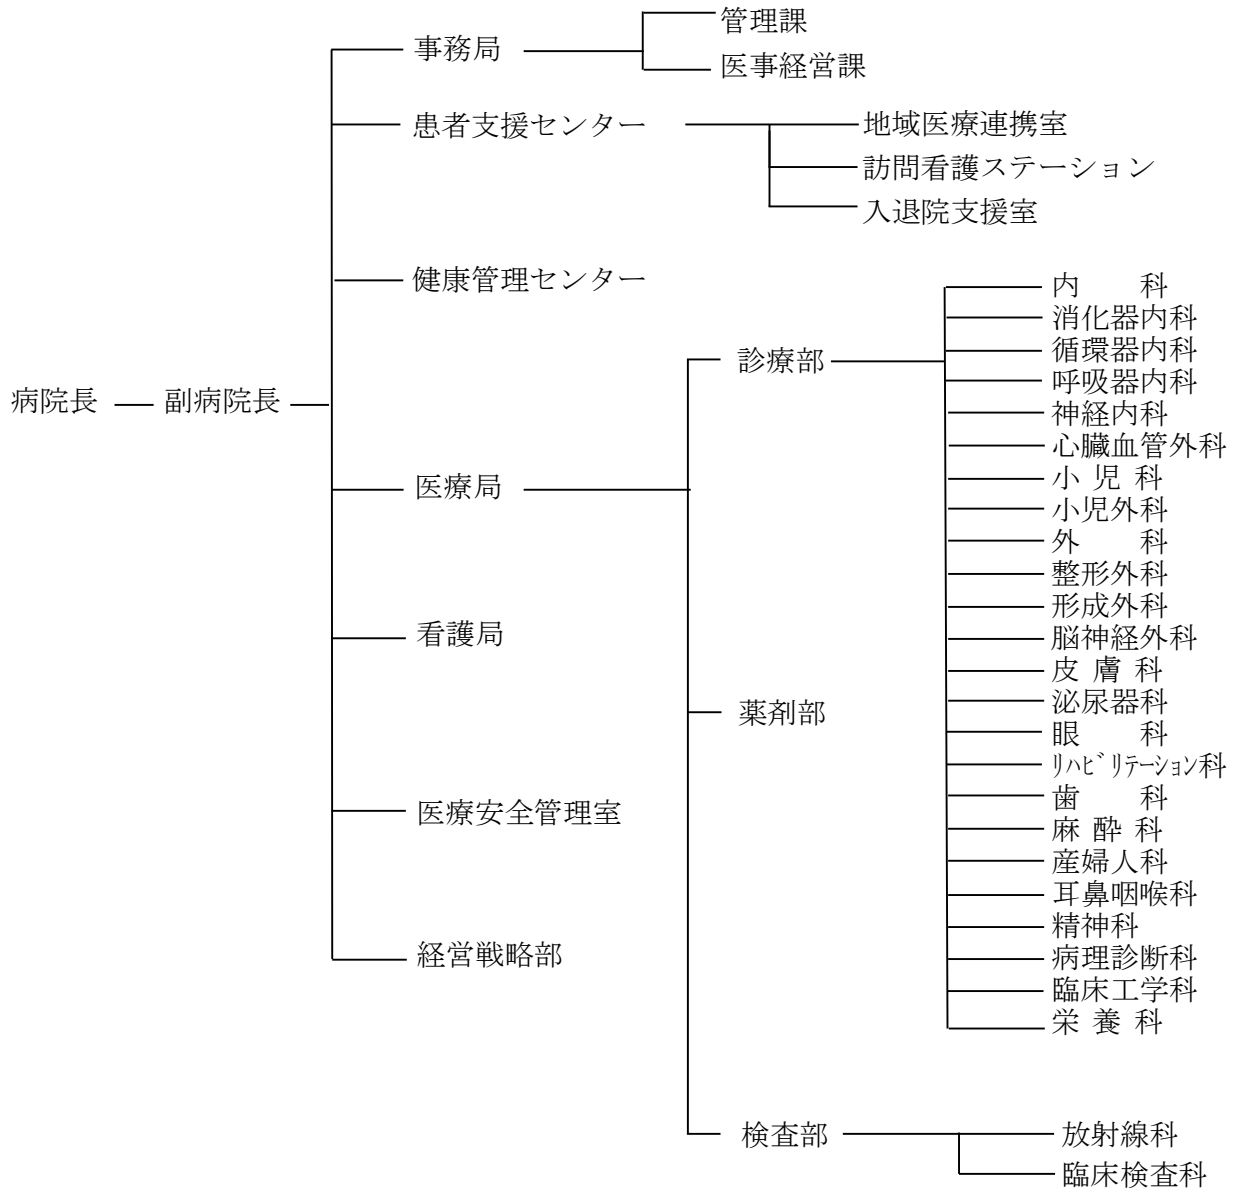 管理課
事務局
医事経営課
患者支援センター
地域医療連携室
訪問看護ステーション
入退院支援室
健康管理センター
内　　科
消化器内科
診療部
循環器内科
呼吸器内科
病院長
副病院長
神経内科
心臓血管外科
小 児 科
医療局
小児外科
外　　科
整形外科
形成外科
看護局
脳神経外科
皮 膚 科
泌尿器科
薬剤部
眼　　科
ﾘﾊﾋﾞﾘﾃｰｼｮﾝ科
歯　　科
医療安全管理室
麻 酔 科
産婦人科
耳鼻咽喉科
精神科
経営戦略部
病理診断科
臨床工学科
栄 養 科
検査部
放射線科
臨床検査科